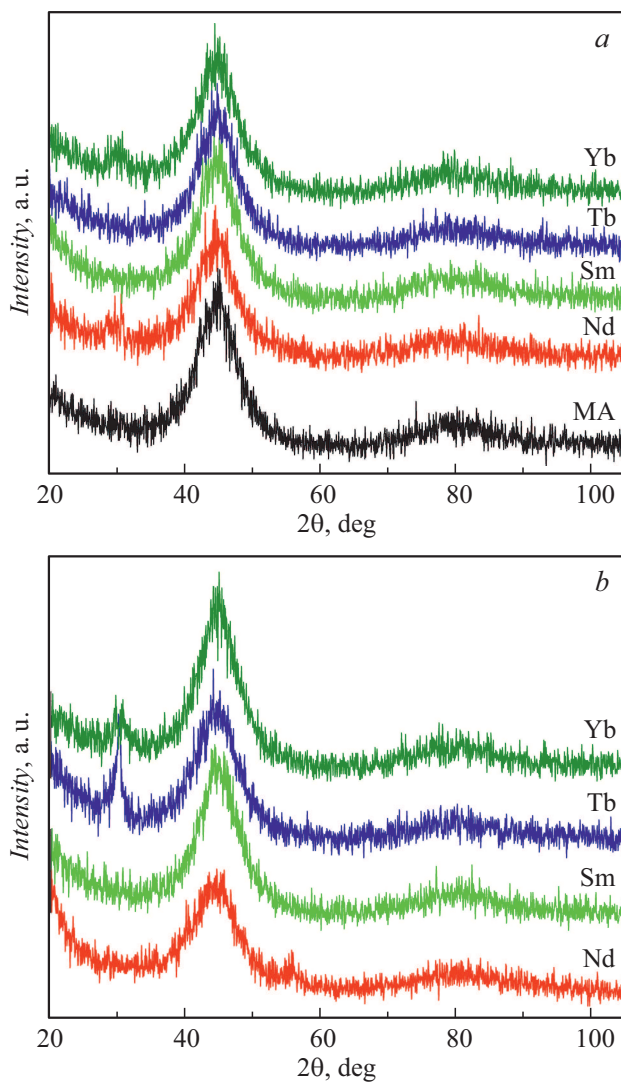 a
Intensity, a. u.
Yb
Tb
Sm
Nd
MA
20 40 60 80 100
2θ, deg
b
Intensity, a. u.
Yb
Tb
Sm
Nd
20 40 60 80 100
2θ, deg